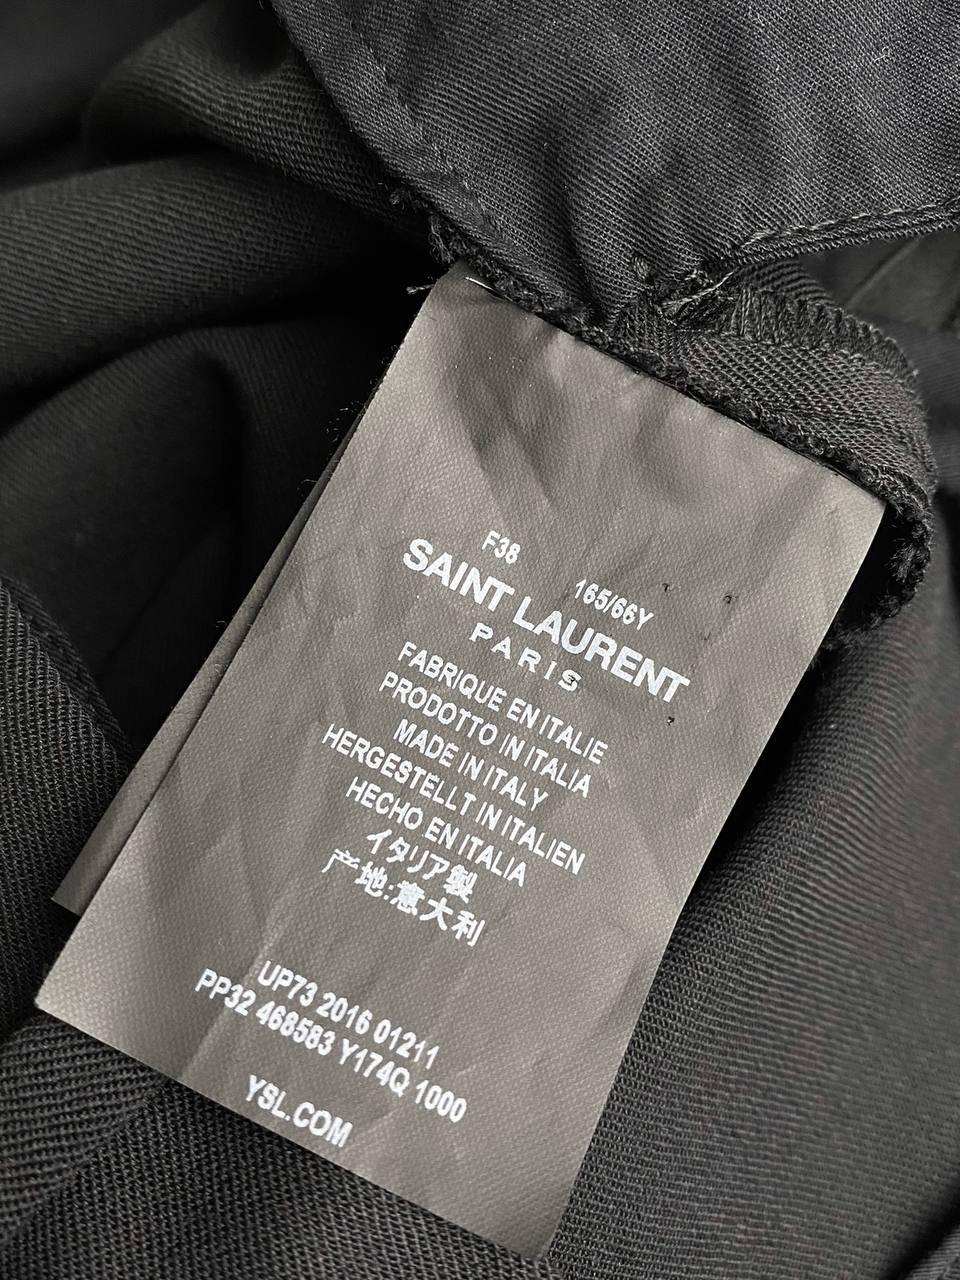 F38 165/66Y
SAINT LAURENT
PARIS
FABRIQUE EN ITALIE
PRODOTTO IN ITALIA
MADE IN ITALY
HERGESTELLT IN ITALIEN
HECHO EN ITALIA
イタリア製
产地:意大利
UP73 2016 01211
PP32 468583 Y174Q 1000
YSL.COM